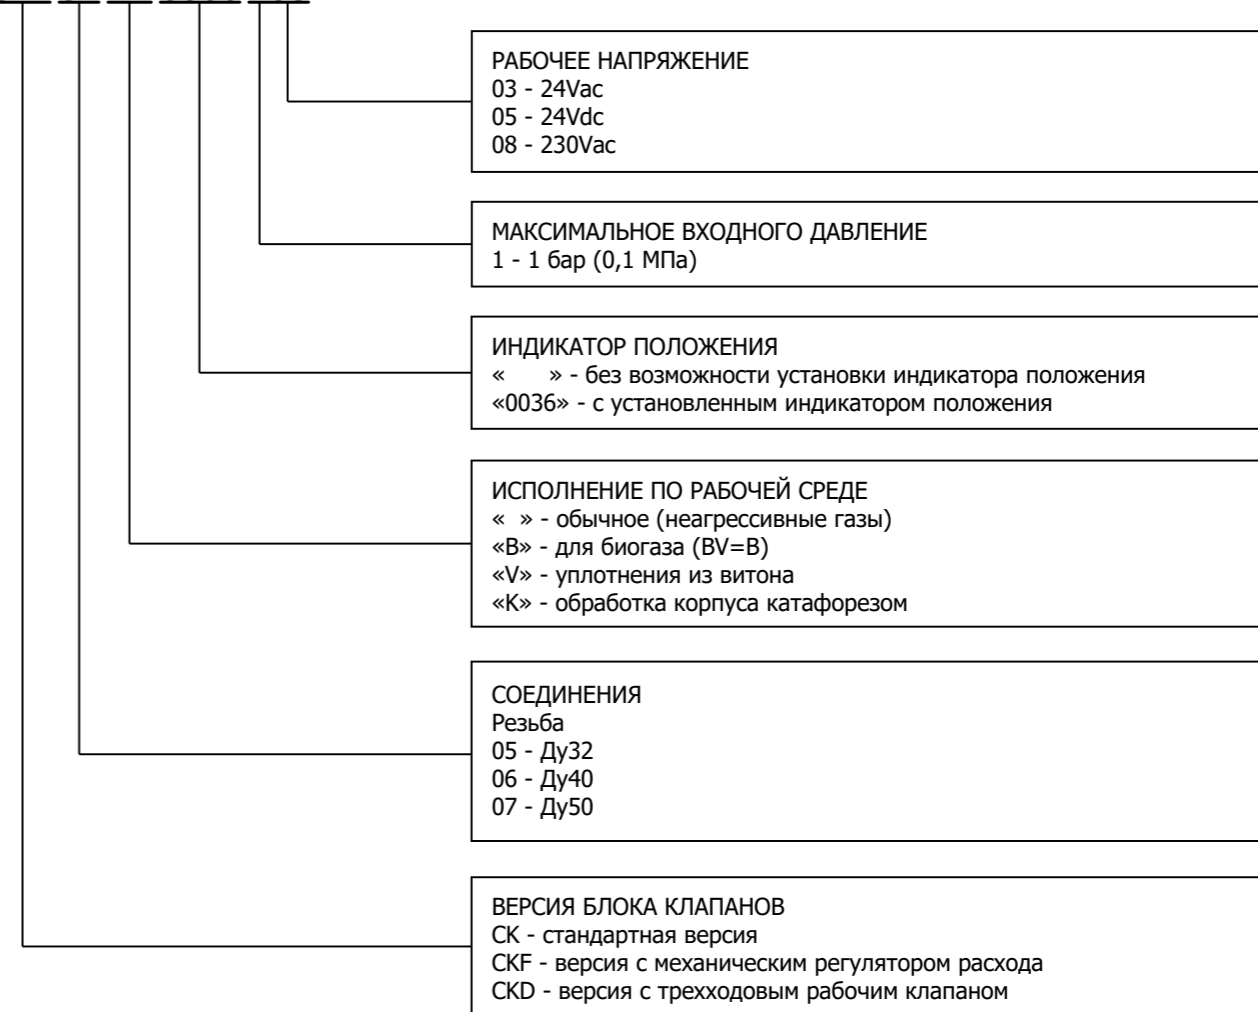 РАБОЧЕЕ НАПРЯЖЕНИЕ
03 - 24Vac
05 - 24Vdc
08 - 230Vac
МАКСИМАЛЬНОЕ ВХОДНОГО ДАВЛЕНИЕ
1 - 1 бар (0,1 МПа)
ИНДИКАТОР ПОЛОЖЕНИЯ
«      » - без возможности установки индикатора положения
«0036» - с установленным индикатором положения
ИСПОЛНЕНИЕ ПО РАБОЧЕЙ СРЕДЕ
«  » - обычное (неагрессивные газы)
«B» - для биогаза (BV=B)
«V» - уплотнения из витона
«K» - обработка корпуса катафорезом
СОЕДИНЕНИЯ
Резьба
05 - Ду32
06 - Ду40
07 - Ду50
ВЕРСИЯ БЛОКА КЛАПАНОВ
CK - стандартная версия
CKF - версия с механическим регулятором расхода
CKD - версия с трехходовым рабочим клапаном